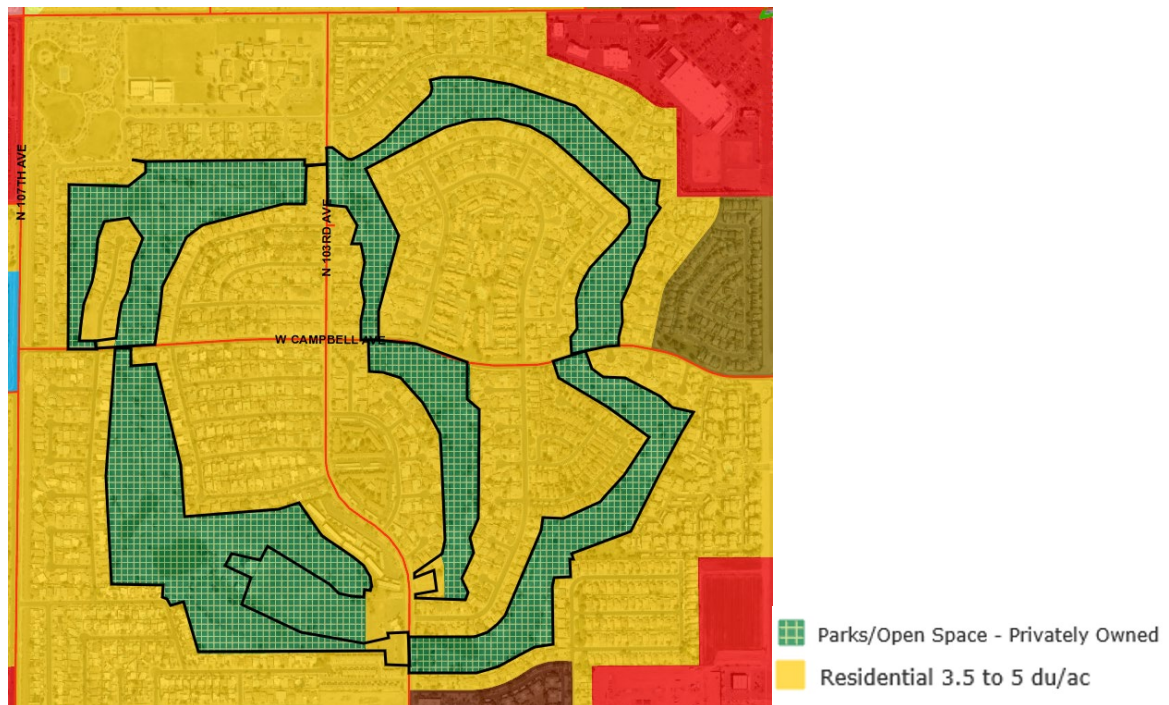 N 107TH AVE
N 103RD AVE
W CAMPBELL AVE
Parks/Open Space - Privately Owned
Residential 3.5 to 5 du/ac